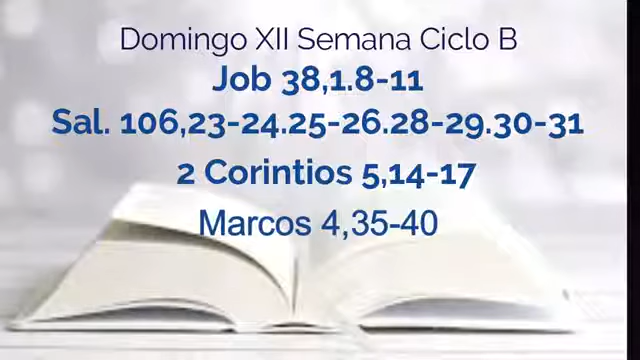 Domingo XII Semana Ciclo B
Job 38,1.8-11
Sal. 106,23-24.25-26.28-29.30-31
2 Corintios 5,14-17
Marcos 4,35-40